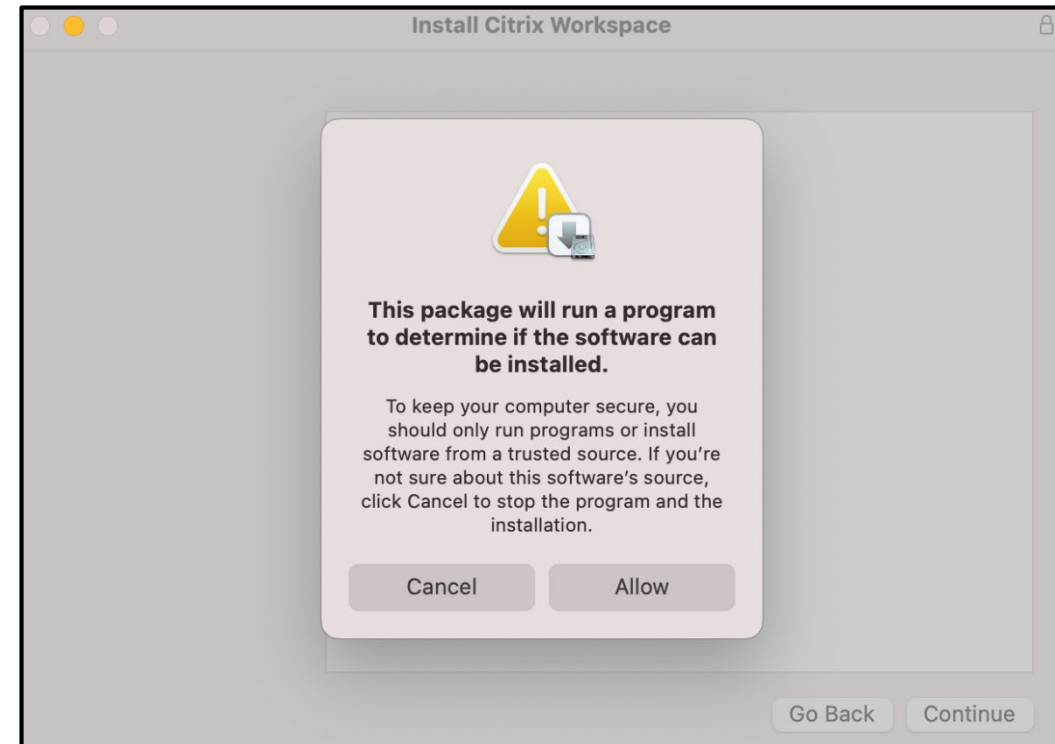 Install Citrix Workspace
This package will run a program
to determine if the software can
be installed.
To keep your computer secure, you
should only run programs or install
software from a trusted source. If you’re
not sure about this software’s source,
click Cancel to stop the program and the
installation.
Cancel Allow
Go Back Continue